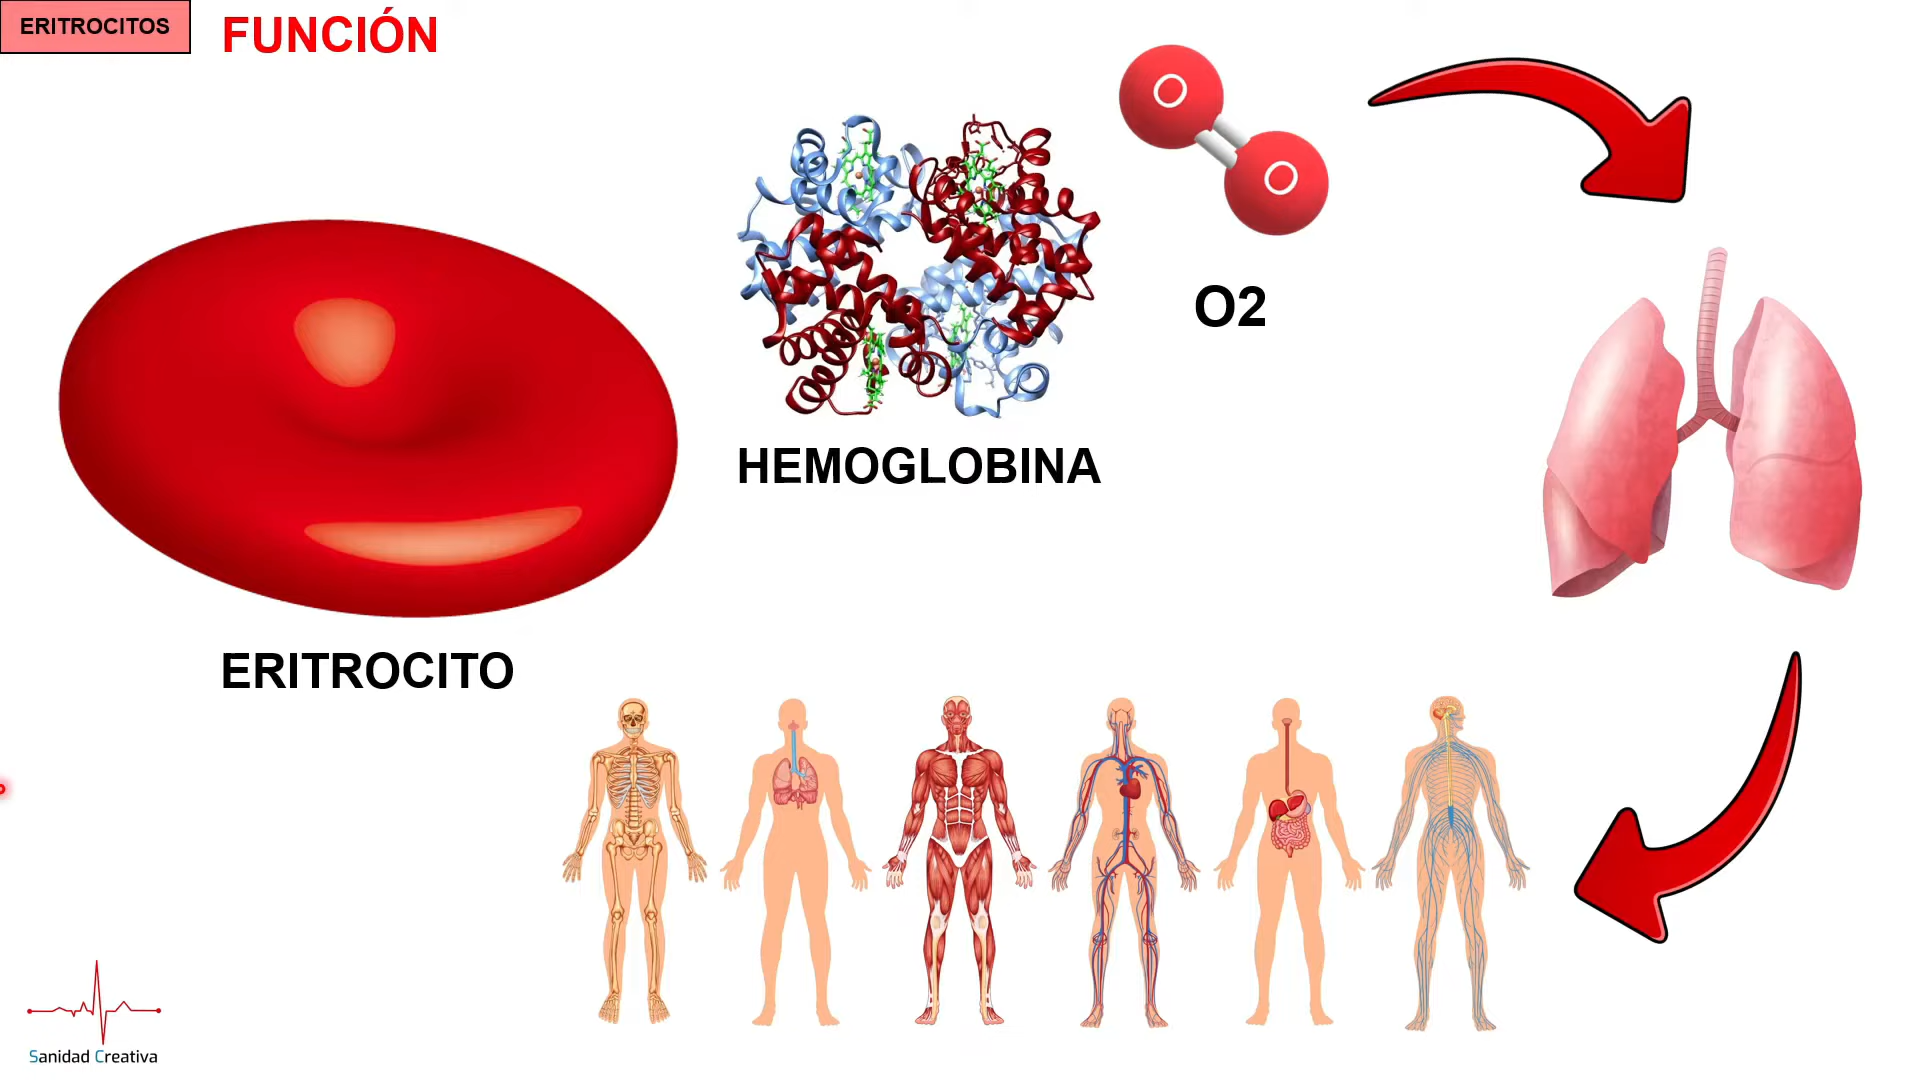 ERITROCITOS
FUNCIÓN
O
O
O2
HEMOGLOBINA
ERITROCITO
Sanidad Creativa